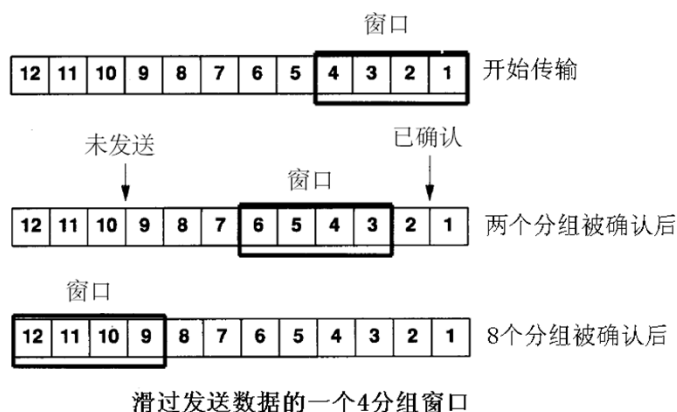 窗口
12 11 10 9 8 7 6 5 4 3 2 1 开始传输
未发送 已确认
窗口
12 11 10 9 8 7 6 5 4 3 2 1 两个分组被确认后
窗口
12 11 10 9 8 7 6 5 4 3 2 1 8个分组被确认后
滑过发送数据的一个4分组窗口